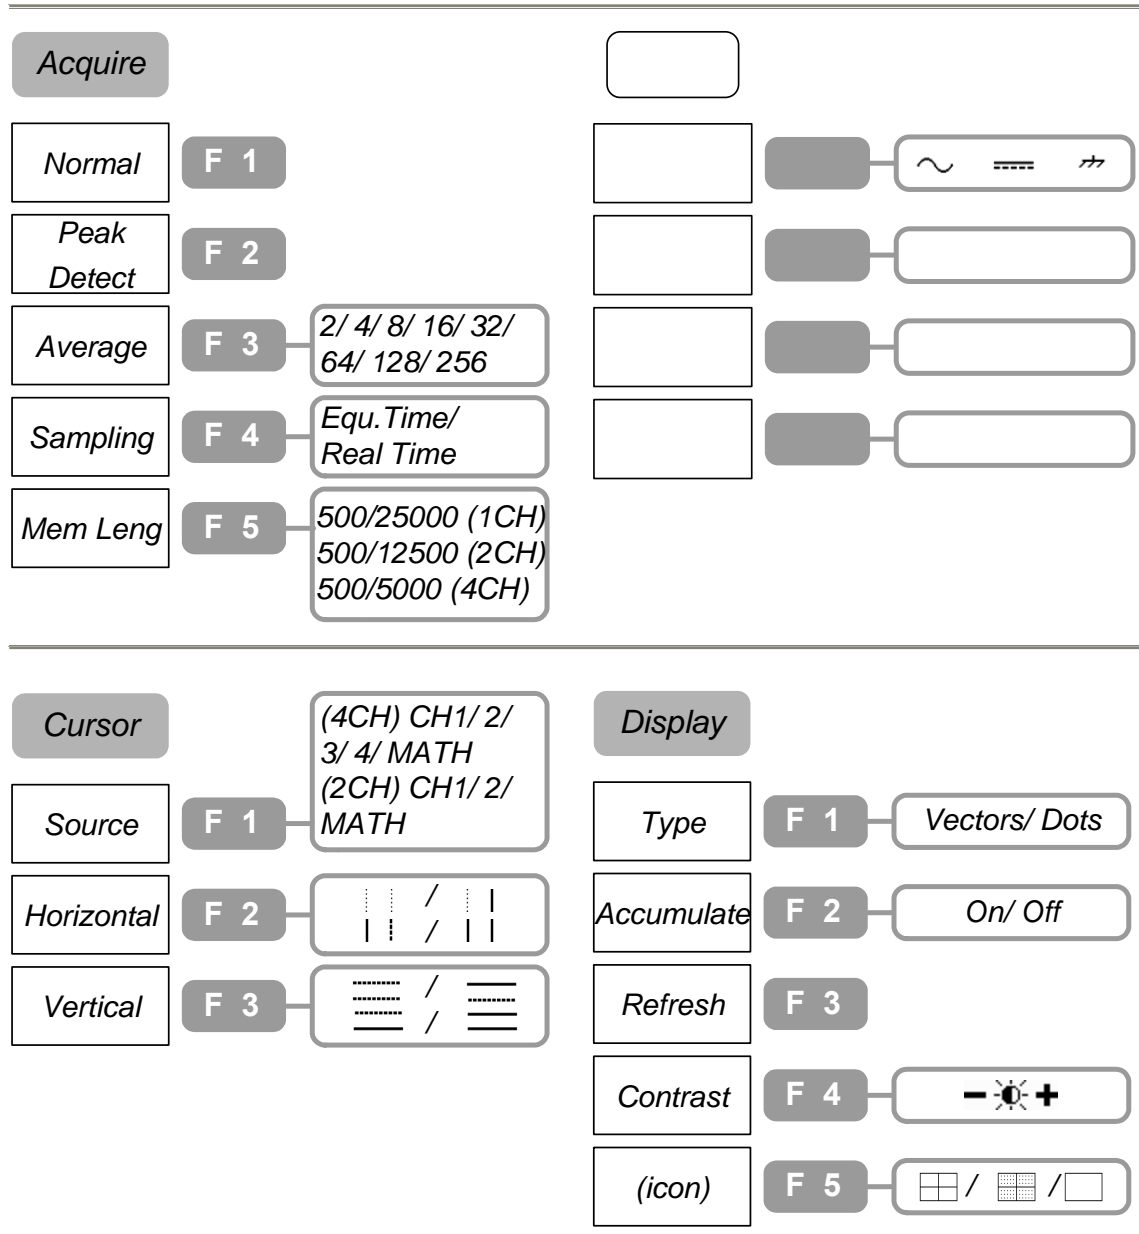 Acquire
Normal
F 1
Peak
Detect
F 2
Average
F 3
2/ 4/ 8/ 16/ 32/
64/ 128/ 256
Sampling
F 4
Equ.Time/
Real Time
Mem Leng
F 5
500/25000 (1CH)
500/12500 (2CH)
500/5000 (4CH)
Cursor
Source
F 1
(4CH) CH1/ 2/
3/ 4/ MATH
(2CH) CH1/ 2/
MATH
Horizontal
F 2
/
/
Vertical
F 3
/
/
Display
Type
F 1
Vectors/ Dots
Accumulate
F 2
On/ Off
Refresh
F 3
Contrast
F 4
(icon)
F 5
/ /